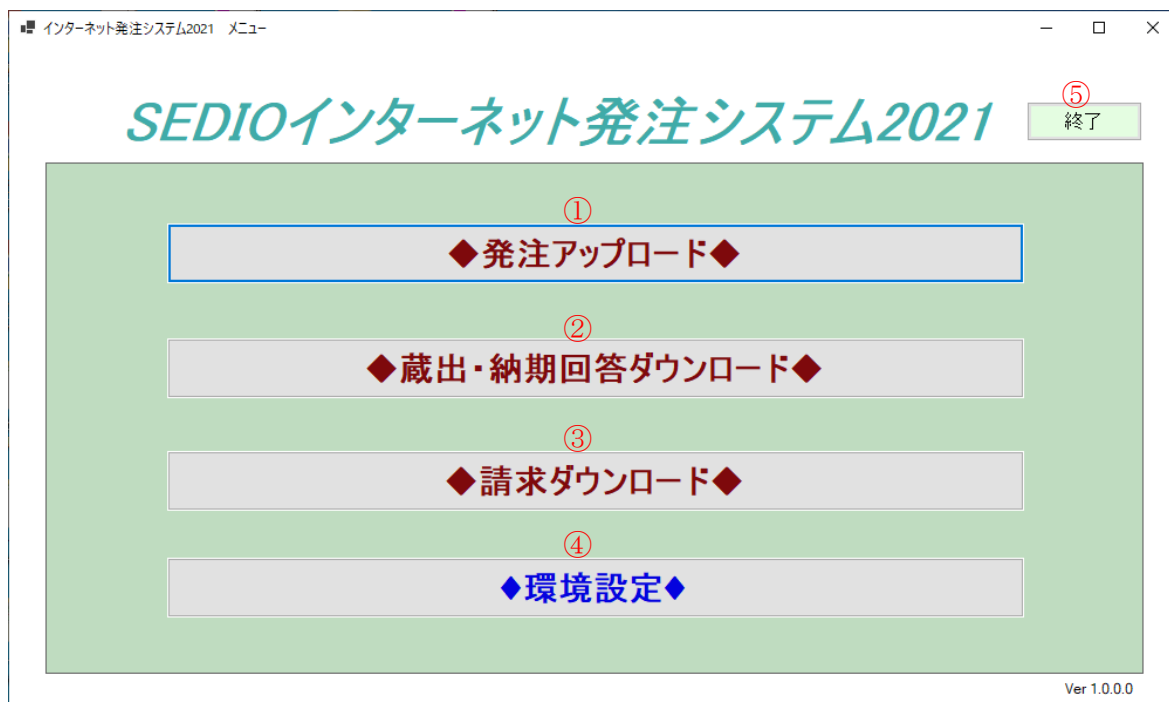 インターネット発注システム2021 メニュー
SEDIOインターネット発注システム2021
⑤
終了
①
◆発注アップロード◆
②
◆蔵出・納期回答ダウンロード◆
③
◆請求ダウンロード◆
④
◆環境設定◆
Ver 1.0.0.0